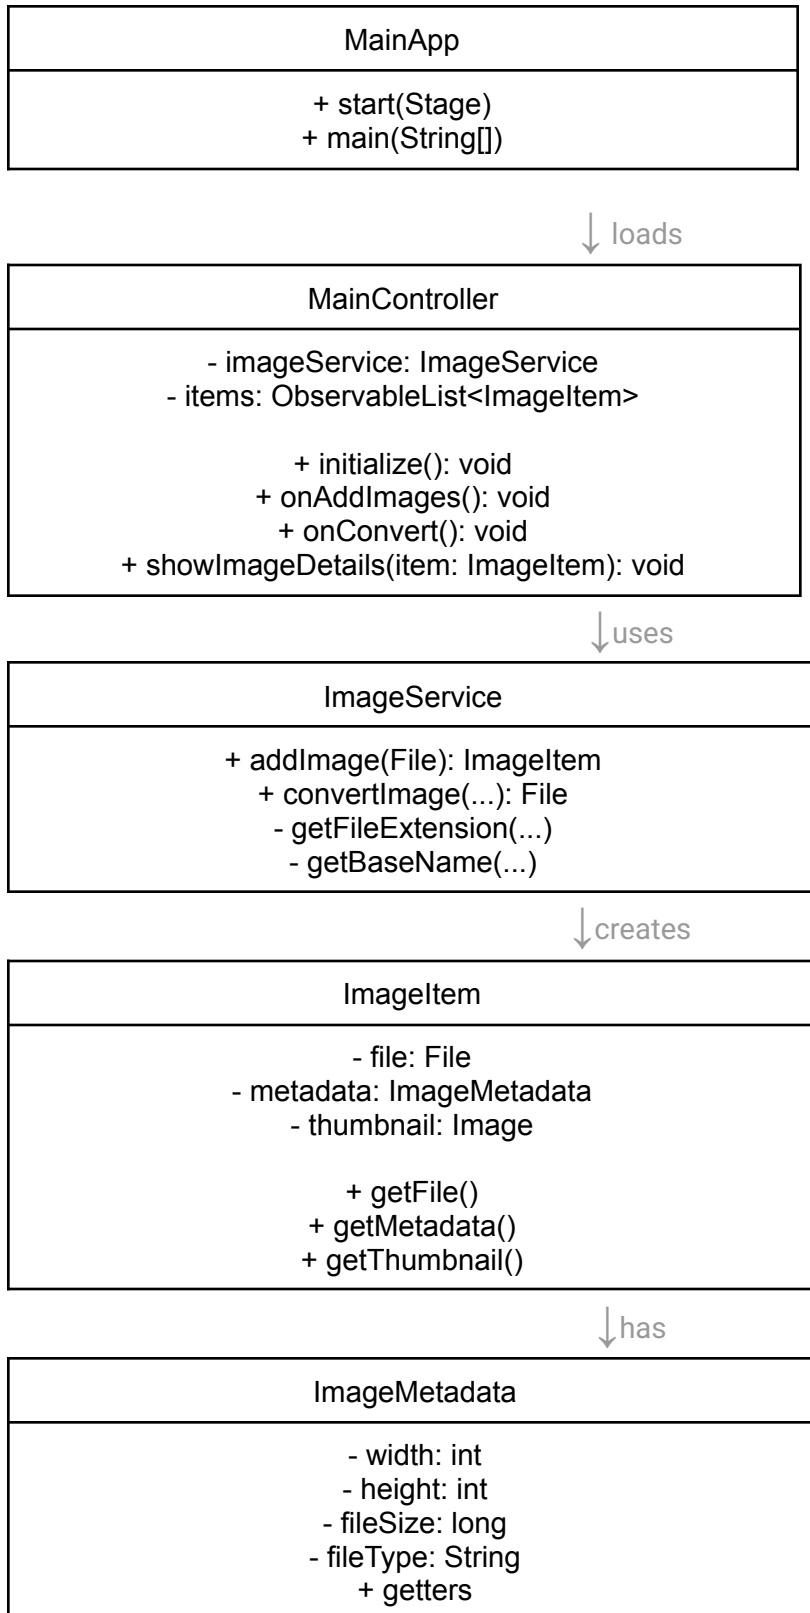 MainApp
+ start(Stage)
+ main(String[])
↓ loads
MainController
- imageService: ImageService
- items: ObservableList<ImageItem>
+ initialize(): void
+ onAddImages(): void
+ onConvert(): void
+ showImageDetails(item: ImageItem): void
↓uses
ImageService
+ addImage(File): ImageItem
+ convertImage(...): File
- getFileExtension(...)
- getBaseName(...)
↓creates
ImageItem
- file: File
- metadata: ImageMetadata
- thumbnail: Image
+ getFile()
+ getMetadata()
+ getThumbnail()
↓has
ImageMetadata
- width: int
- height: int
- fileSize: long
- fileType: String
+ getters